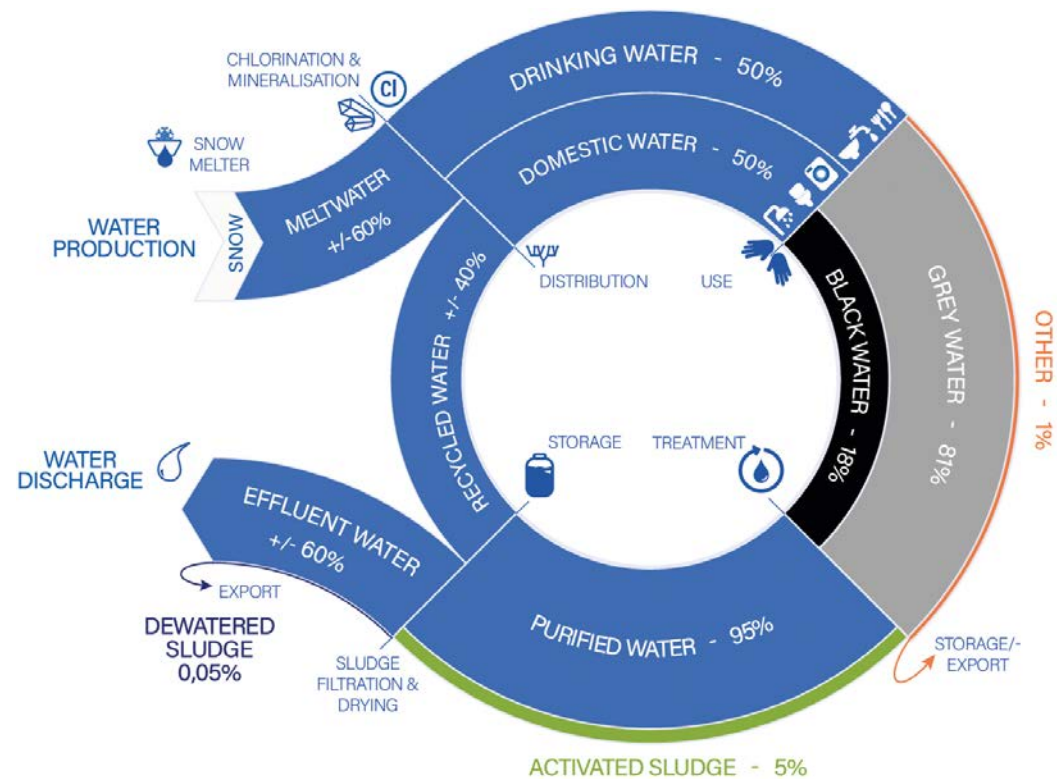 CHLORINATION &
MINERALISATION
Cl
SNOW
MELTER
WATER
PRODUCTION
SNOW
MELTWATER
+/-60%
DRINKING WATER - 50%
DOMESTIC WATER - 50%
DISTRIBUTION
USE
RECYCLED WATER +/- 40%
BLACK WATER - 18%
GREY WATER - 81%
OTHER - 1%
STORAGE
TREATMENT
WATER
DISCHARGE
EFFLUENT WATER
+/- 60%
EXPORT
DEWATERED
SLUDGE
0,05%
SLUDGE
FILTRATION &
DRYING
PURIFIED WATER - 95%
STORAGE/-
EXPORT
ACTIVATED SLUDGE - 5%